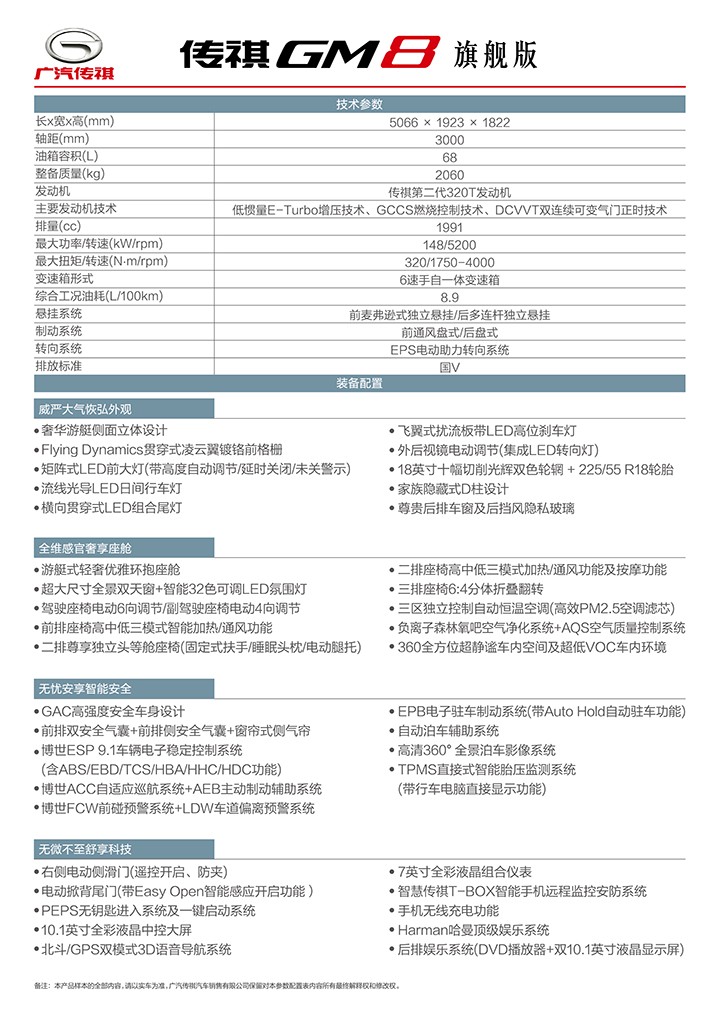 广汽传祺
传祺GM8 旗舰版
技术参数
长x宽x高(mm) 5066 × 1923 × 1822
轴距(mm) 3000
油箱容积(L) 68
整备质量(kg) 2060
发动机 传祺第二代320T发动机
主要发动机技术 低惯量E-Turbo增压技术、GCCS燃烧控制技术、DCVVT双连续可变气门正时技术
排量(cc) 1991
最大功率/转速(kW/rpm) 148/5200
最大扭矩/转速(N·m/rpm) 320/1750-4000
变速箱形式 6速手自一体变速箱
综合工况油耗(L/100km) 8.9
悬挂系统 前麦弗逊式独立悬挂/后多连杆独立悬挂
制动系统 前通风盘式/后盘式
转向系统 EPS电动助力转向系统
排放标准 国V
装备配置
威严大气恢弘外观
•奢华游艇侧面立体设计
•Flying Dynamics贯穿式凌云翼镀铬前格栅
•矩阵式LED前大灯(带高度自动调节/延时关闭/未关警示)
•流线光导LED日间行车灯
•横向贯穿式LED组合尾灯
•飞翼式扰流板带LED高位刹车灯
•外后视镜电动调节(集成LED转向灯)
•18英寸十幅切削光辉双色轮辋 + 225/55 R18轮胎
•家族隐藏式D柱设计
•尊贵后排车窗及后挡风隐私玻璃
全维感官奢享座舱
•游艇式轻奢优雅环抱座舱
•超大尺寸全景双天窗+智能32色可调LED氛围灯
•驾驶座椅电动6向调节/副驾驶座椅电动4向调节
•前排座椅高中低三模式智能加热/通风功能
•二排尊享独立头等舱座椅(固定式扶手/睡眠头枕/电动腿托)
•二排座椅高中低三模式加热/通风功能及按摩功能
•三排座椅6:4分体折叠翻转
•三区独立控制自动恒温空调(高效PM2.5空调滤芯)
•负离子森林氧吧空气净化系统+AQS空气质量控制系统
•360全方位超静谧车内空间及超低VOC车内环境
无忧安享智能安全
•GAC高强度安全车身设计
•前排双安全气囊+前排侧安全气囊+窗帘式侧气帘
•博世ESP 9.1车辆电子稳定控制系统
(含ABS/EBD/TCS/HBA/HHC/HDC功能)
•博世ACC自适应巡航系统+AEB主动制动辅助系统
•博世FCW前碰预警系统+LDW车道偏离预警系统
•EPB电子驻车制动系统(带Auto Hold自动驻车功能)
•自动泊车辅助系统
•高清360° 全景泊车影像系统
•TPMS直接式智能胎压监测系统
(带行车电脑直接显示功能)
无微不至舒享科技
•右侧电动侧滑门(遥控开启、防夹)
•电动掀背尾门(带Easy Open智能感应开启功能 )
•PEPS无钥匙进入系统及一键启动系统
•10.1英寸全彩液晶中控大屏
•北斗/GPS双模式3D语音导航系统
•7英寸全彩液晶组合仪表
•智慧传祺T-BOX智能手机远程监控安防系统
•手机无线充电功能
•Harman哈曼顶级娱乐系统
•后排娱乐系统(DVD播放器+双10.1英寸液晶显示屏)
备注：本产品样本的全部内容,请以实车为准,广汽传祺汽车销售有限公司保留对本参数配置表内容所有最终解释权和修改权。